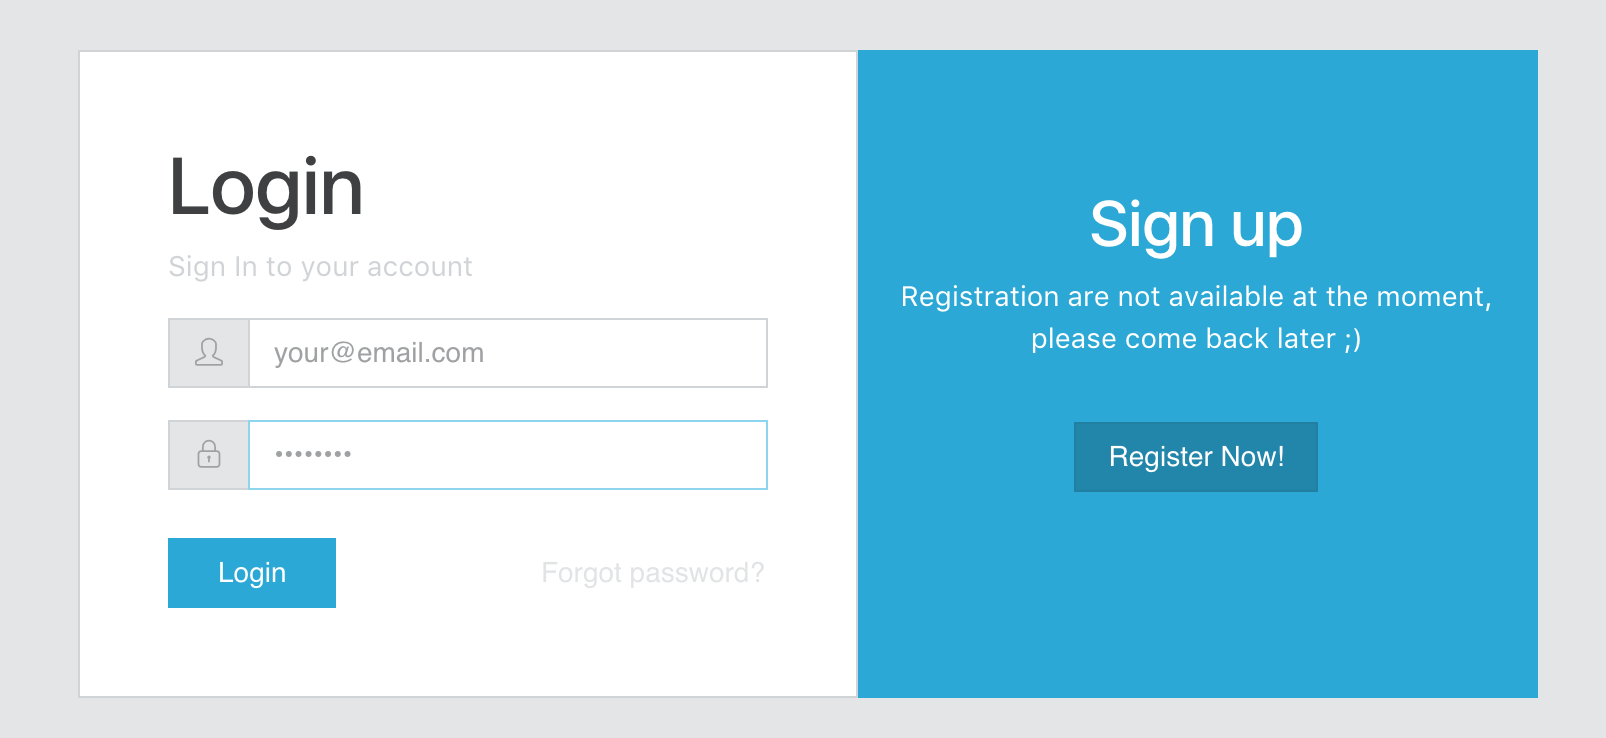 Login
Sign In to your account
your@email.com
••••••••
Login
Forgot password?
Sign up
Registration are not available at the moment,
please come back later ;)
Register Now!